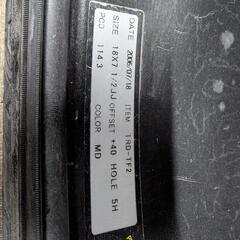 DATE 2006/07/18 ITEM TRD-TF2
SIZE 18X7 1/2JJ OFFSET +40 HOLE 5H
PCD 114.3 COLOR MD